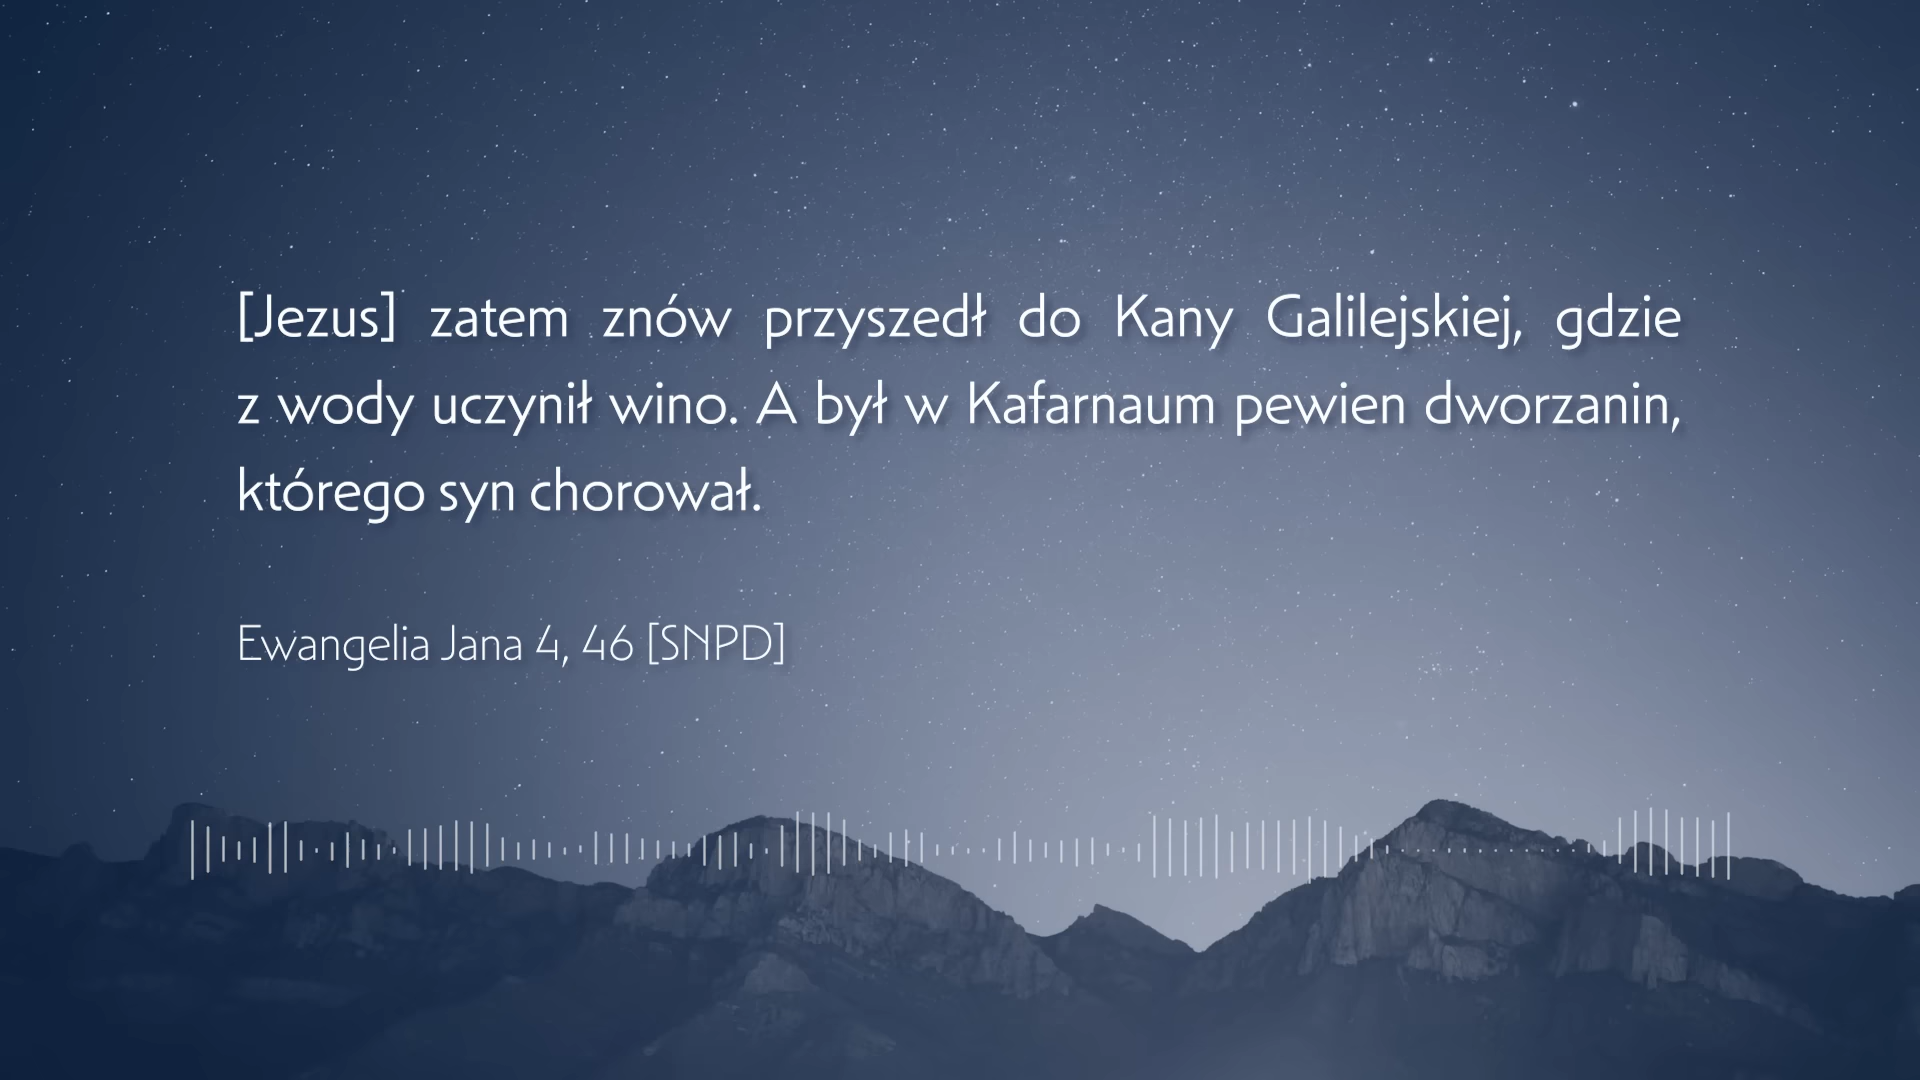 [Jezus] zatem znów przyszedł do Kany Galilejskiej, gdzie
z wody uczynił wino. A był w Kafarnaum pewien dworzanin,
którego syn chorował.
Ewangelia Jana 4, 46 [SNPD]